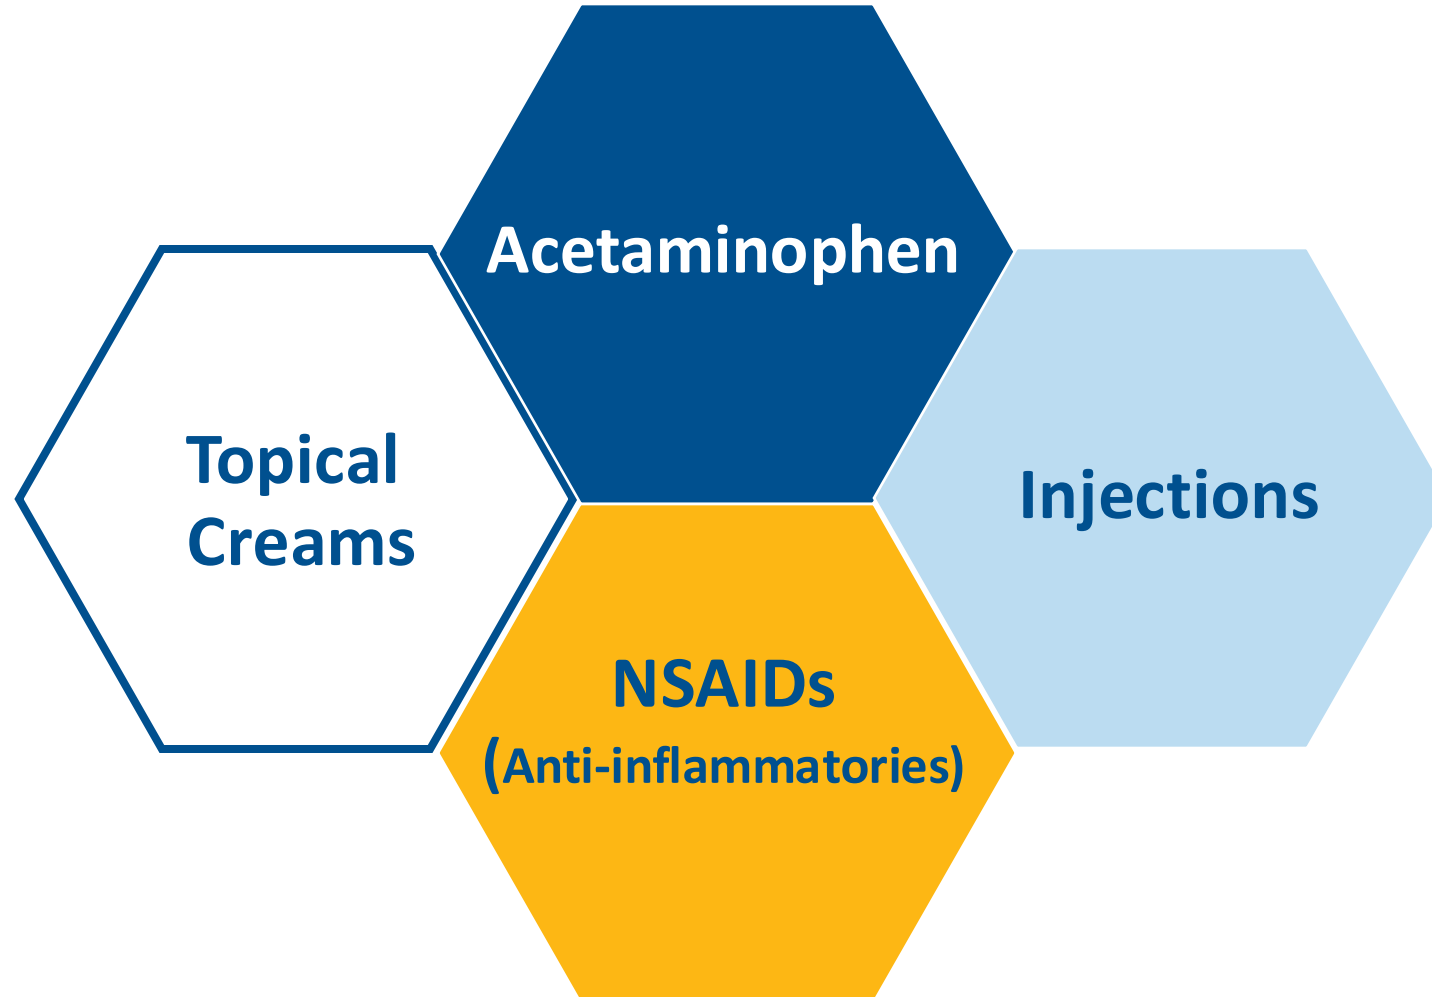 Acetaminophen
Topical
Creams
Injections
NSAIDs
(Anti-inflammatories)